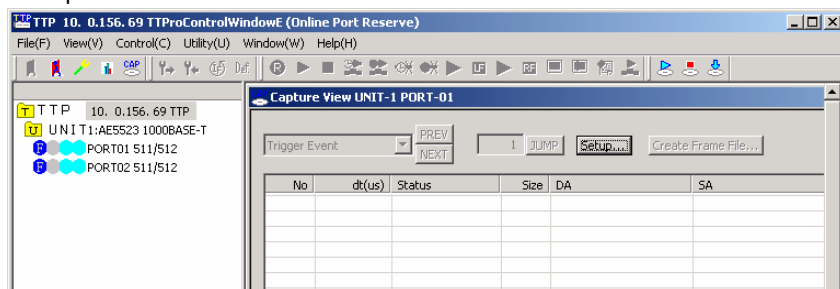 TTP TTP 10. 0.156. 69 TTProControlWindowE (Online Port Reserve)
File(F) View(V) Control(C) Utility(U) Window(W) Help(H)
CAP Def
Capture View UNIT-1 PORT-01
T TTP 10. 0.156. 69 TTP
U UNIT1:AE5523 1000BASE-T
F PORT01 511/512
F PORT02 511/512
Trigger Event PREV NEXT 1 JUMP Setup... Create Frame File...
No dt(us) Status Size DA SA